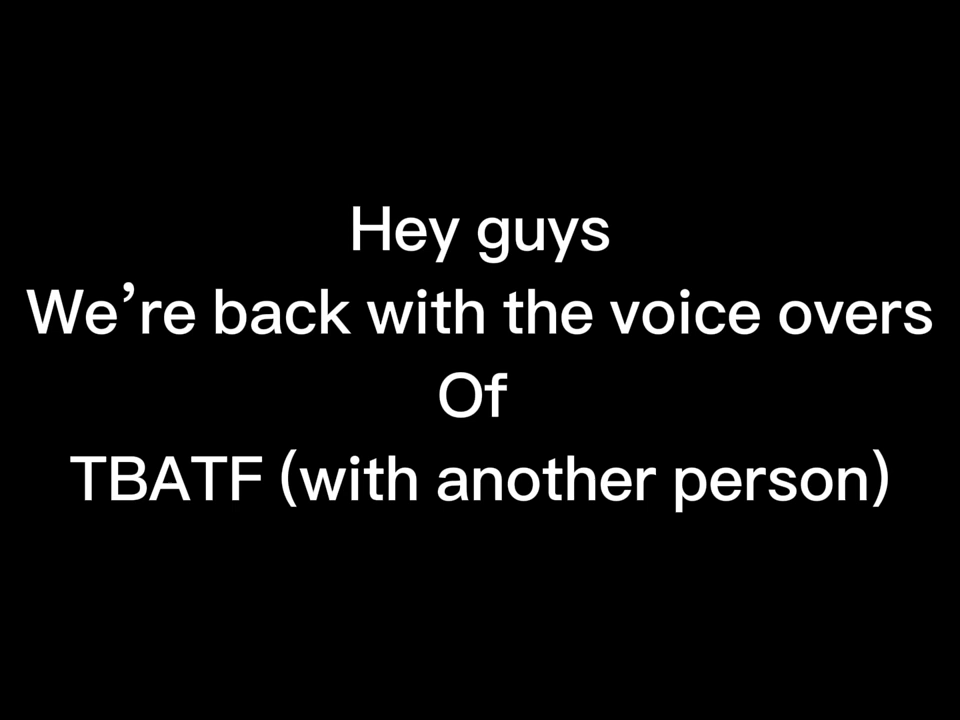 Hey guys
We’re back with the voice overs
Of
TBATF (with another person)